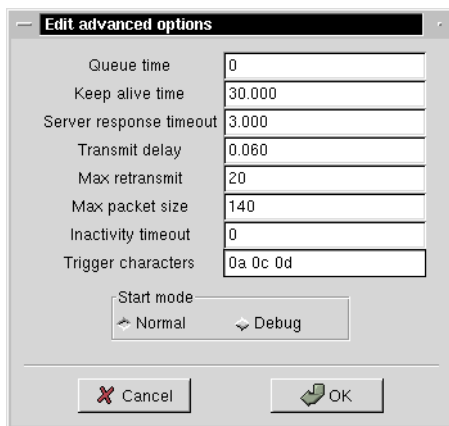 Edit advanced options
Queue time 0
Keep alive time 30.000
Server response timeout 3.000
Transmit delay 0.060
Max retransmit 20
Max packet size 140
Inactivity timeout 0
Trigger characters 0a 0c 0d
Start mode
Normal Debug
Cancel OK